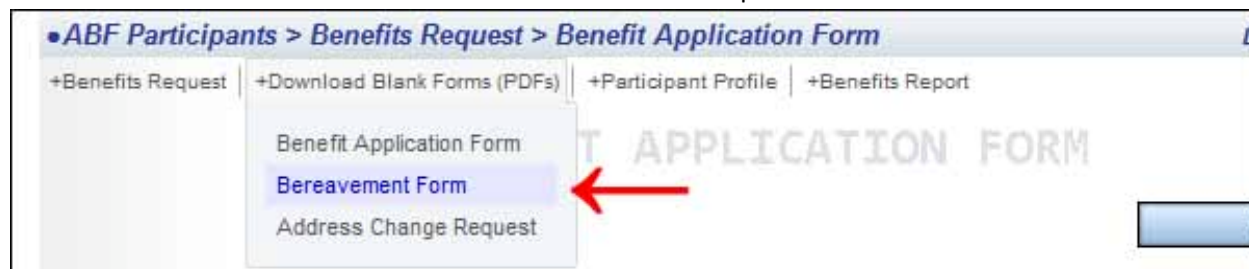 •ABF Participants > Benefits Request > Benefit Application Form
+Benefits Request +Download Blank Forms (PDFs) +Participant Profile +Benefits Report
T APPLICATION FORM
Benefit Application Form
Bereavement Form
Address Change Request